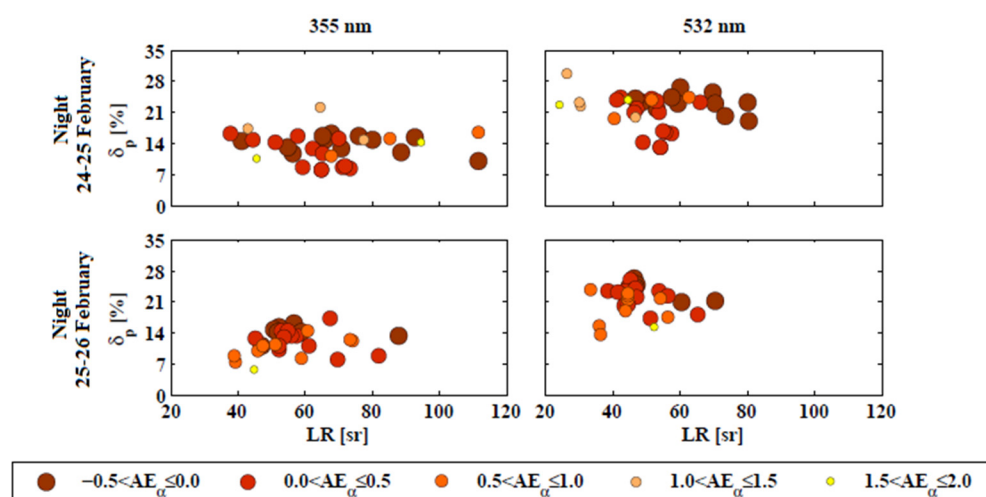 355 nm
532 nm
Night
24-25 February
δp [%]
35
28
21
14
7
0
Night
25-26 February
δp [%]
35
28
21
14
7
0
20 40 60 80 100 120
20 40 60 80 100 120
LR [sr]
LR [sr]
−0.5<AEα≤0.0 0.0<AEα≤0.5 0.5<AEα≤1.0 1.0<AEα≤1.5 1.5<AEα≤2.0